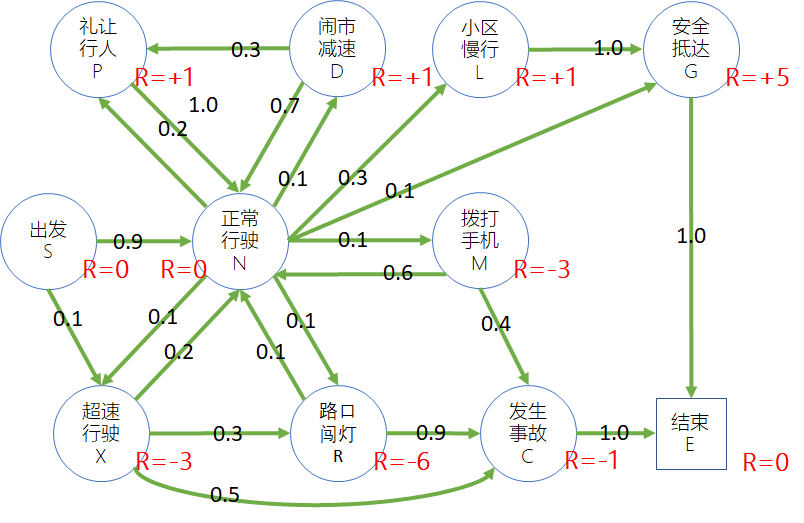 礼让
行人
P
R=+1
0.3
闹市
减速
D
R=+1
小区
慢行
L
R=+1
1.0
安全
抵达
G
R=+5
1.0
0.2
0.7
0.1
0.3
0.1
出发
S
R=0
0.9
正常
行驶
N
R=0
0.1
0.6
拨打
手机
M
R=-3
1.0
0.1
0.1
0.2
0.1
0.1
0.4
超速
行驶
X
R=-3
0.3
路口
闯灯
R
R=-6
0.9
发生
事故
C
R=-1
1.0
结束
E
R=0
0.5